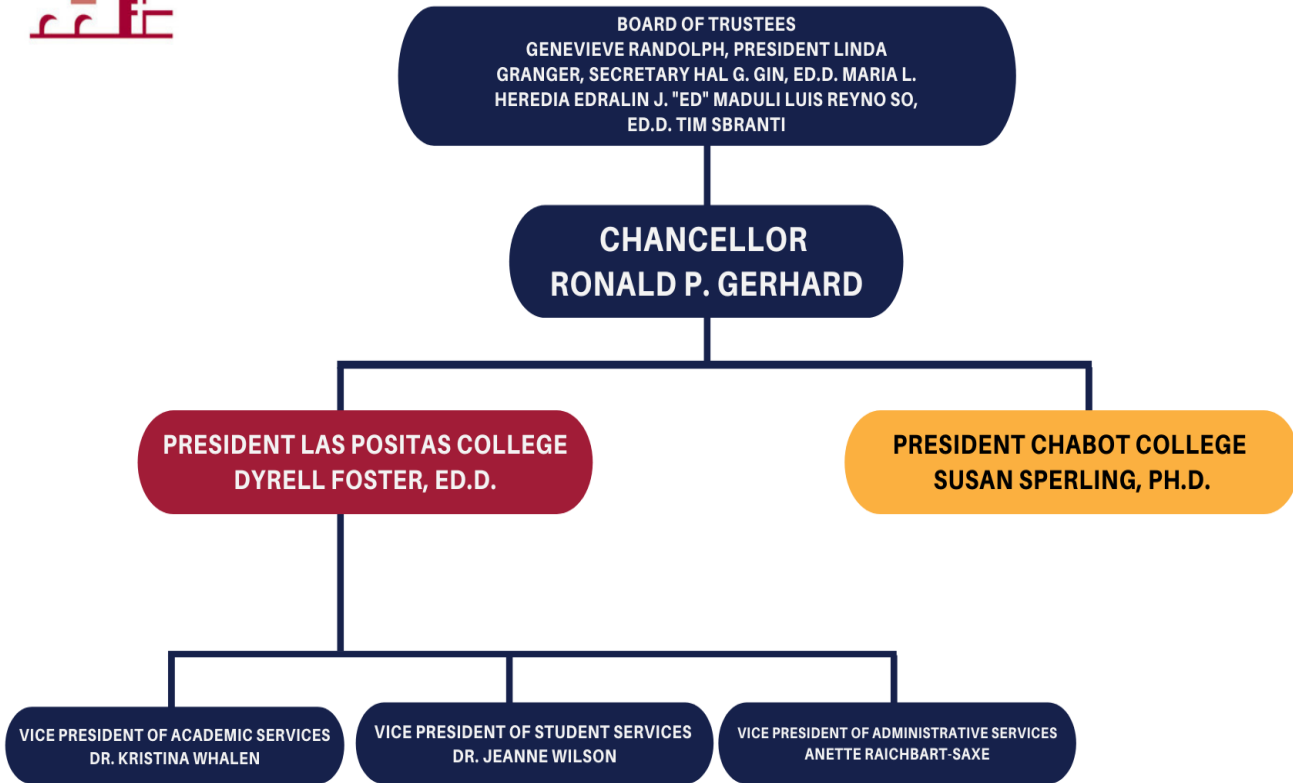 BOARD OF TRUSTEES
GENEVIEVE RANDOLPH, PRESIDENT LINDA
GRANGER, SECRETARY HAL G. GIN, ED.D. MARIA L.
HEREDIA EDRALIN J. "ED" MADULI LUIS REYNO SO,
ED.D. TIM SBRANTI
CHANCELLOR
RONALD P. GERHARD
PRESIDENT LAS POSITAS COLLEGE
DYRELL FOSTER, ED.D.
PRESIDENT CHABOT COLLEGE
SUSAN SPERLING, PH.D.
VICE PRESIDENT OF ACADEMIC SERVICES
DR. KRISTINA WHALEN
VICE PRESIDENT OF STUDENT SERVICES
DR. JEANNE WILSON
VICE PRESIDENT OF ADMINISTRATIVE SERVICES
ANETTE RAICHBART-SAXE